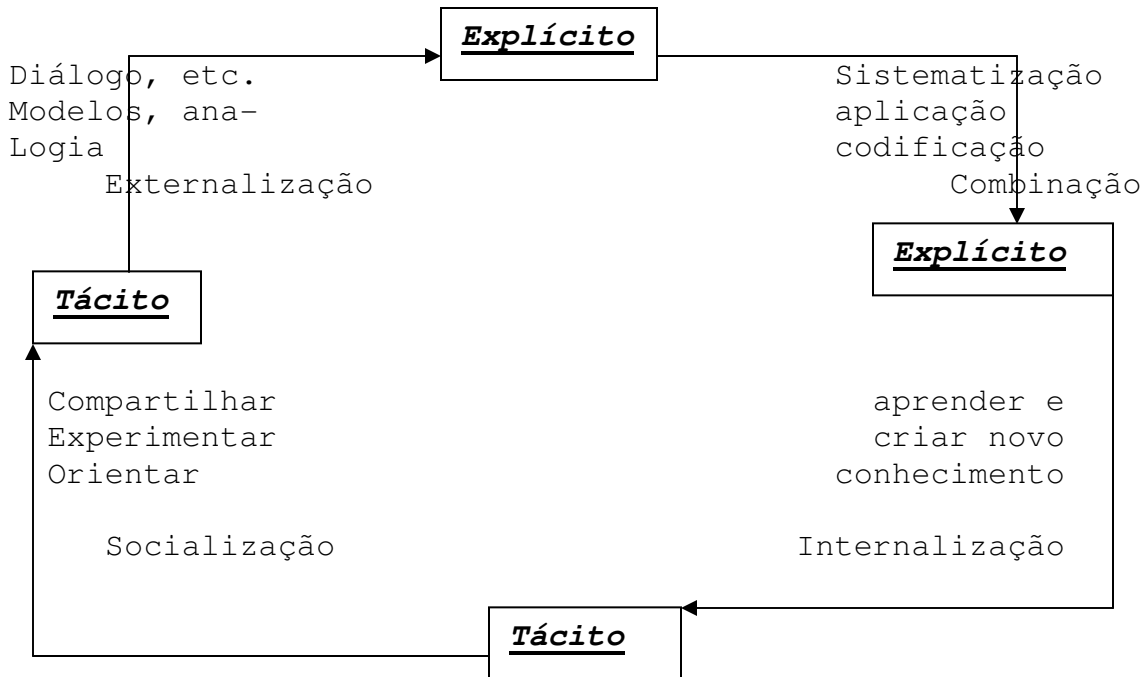 Explícito
Diálogo, etc.
Modelos, ana-
Logia
Externalização
Sistematização
aplicação
codificação
Combinação
Explícito
Tácito
Compartilhar
Experimentar
Orientar
Socialização
aprender e
criar novo
conhecimento
Internalização
Tácito